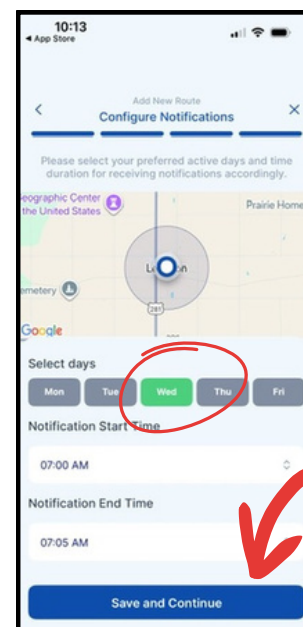 10:13
App Store
Add New Route
Configure Notifications
Please select your preferred active days and time
duration for receiving notifications accordingly.
eographic Center
the United States
Prairie Home
emetery
281
Google
Select days
Mon Tue Wed Thu Fri
Notification Start Time
07:00 AM
Notification End Time
07:05 AM
Save and Continue